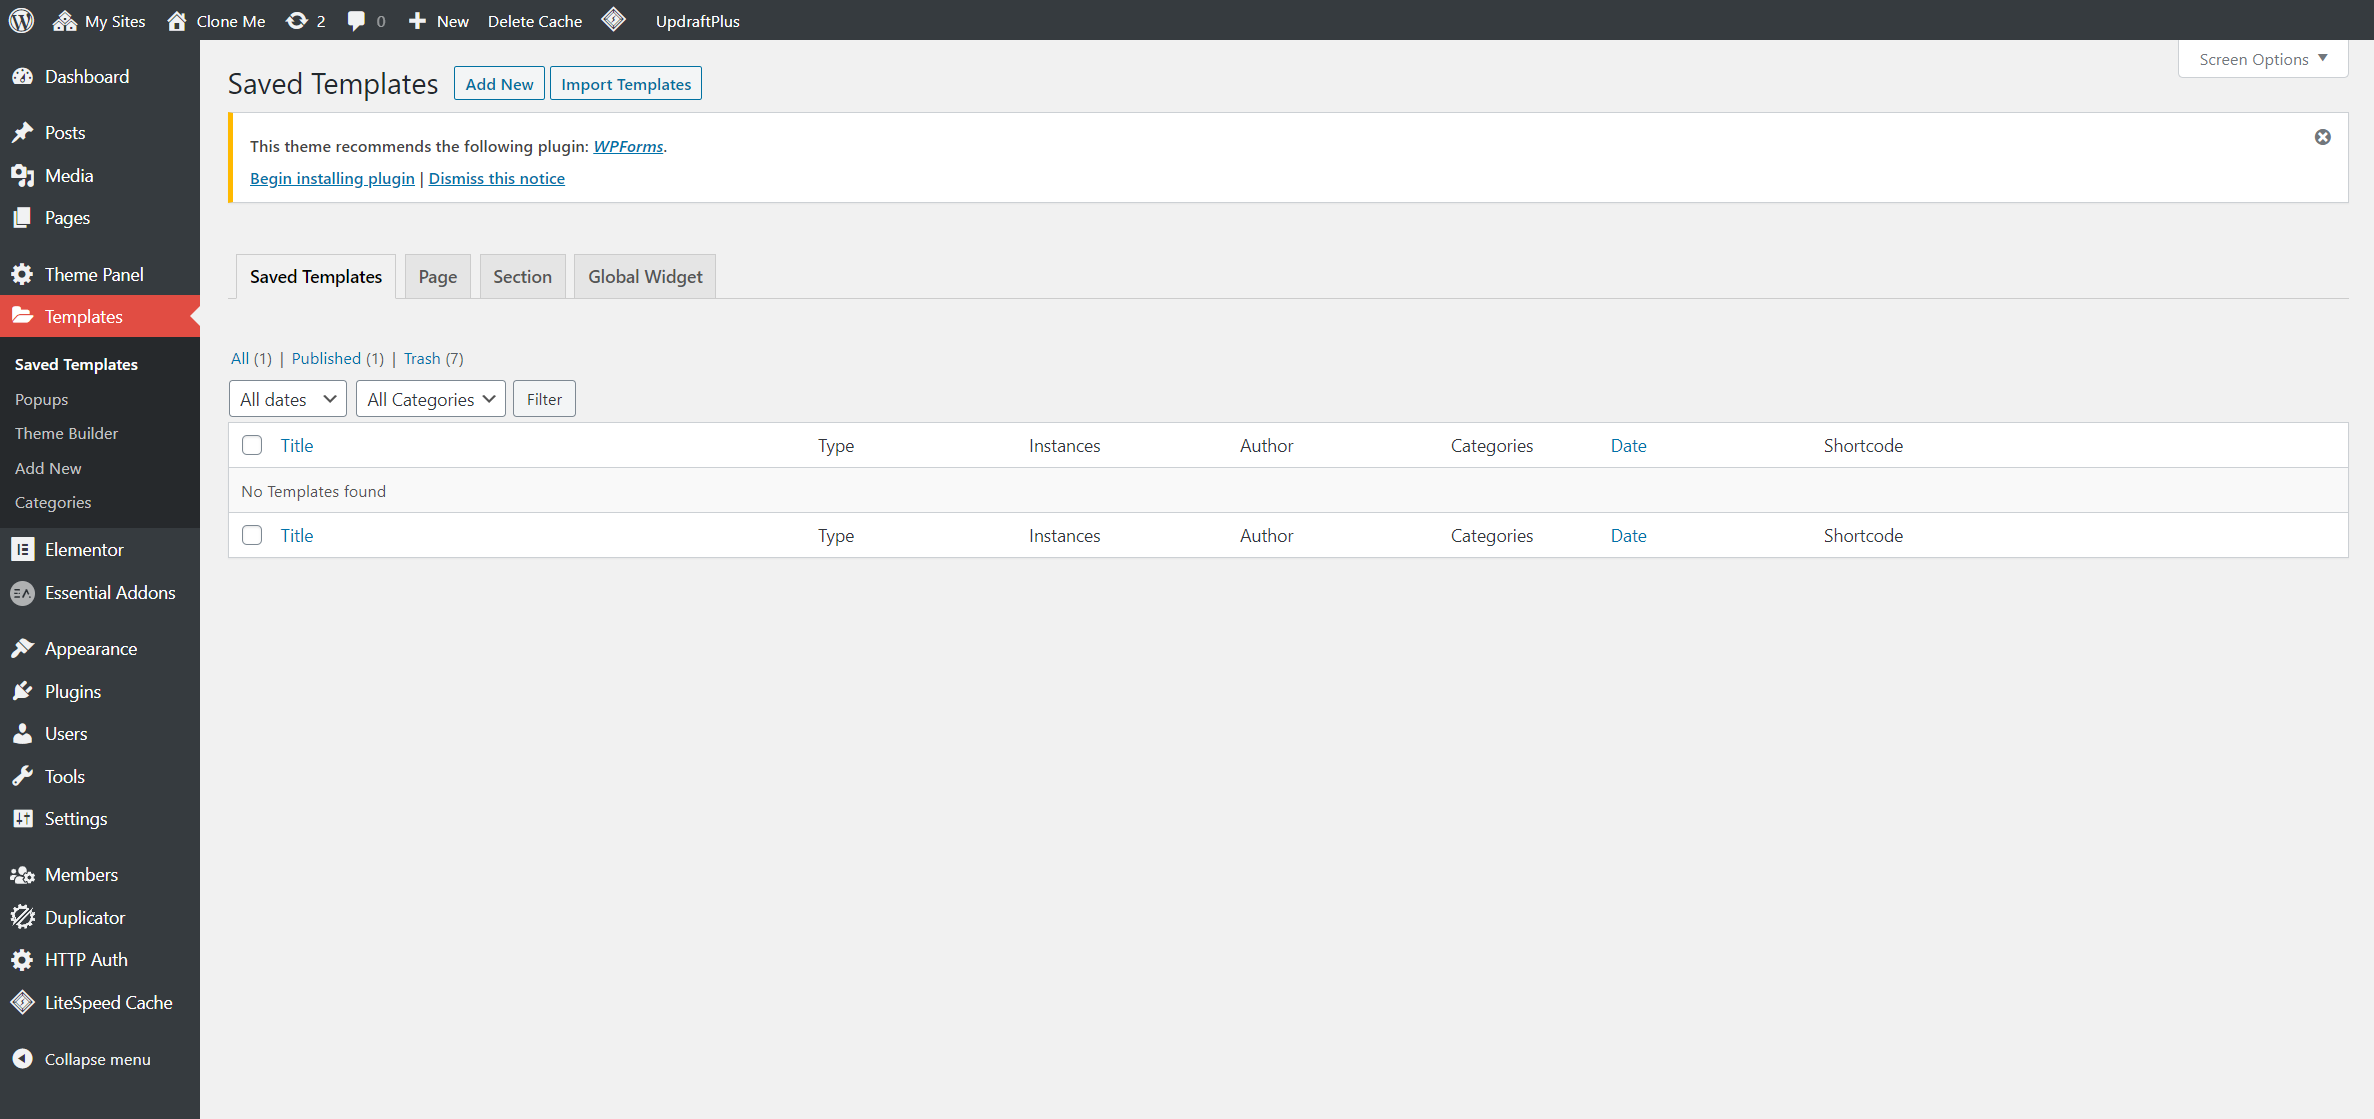 My Sites Clone Me 2 0 New Delete Cache UpdraftPlus
Screen Options
Dashboard
Posts
Media
Pages
Theme Panel
Templates
Saved Templates
Popups
Theme Builder
Add New
Categories
Elementor
Essential Addons
Appearance
Plugins
Users
Tools
Settings
Members
Duplicator
HTTP Auth
LiteSpeed Cache
Collapse menu
Saved Templates Add New Import Templates
This theme recommends the following plugin: WPForms.
Begin installing plugin | Dismiss this notice
Saved Templates Page Section Global Widget
All (1) | Published (1) | Trash (7)
All dates All Categories Filter
Title Type Instances Author Categories Date Shortcode
No Templates found
Title Type Instances Author Categories Date Shortcode